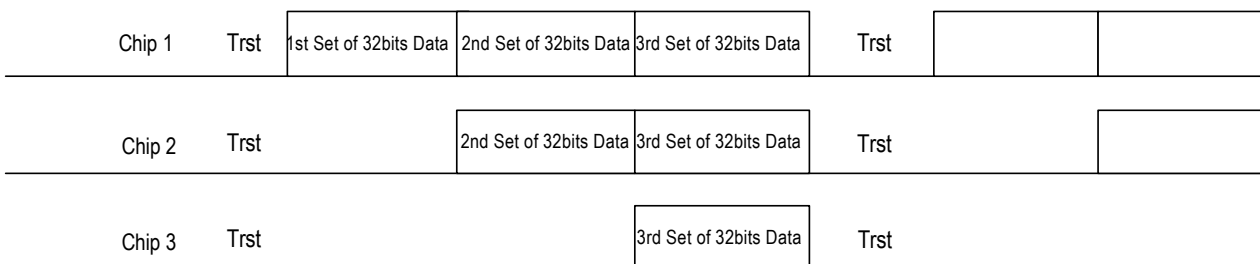 Chip 1 Trst 1st Set of 32bits Data 2nd Set of 32bits Data 3rd Set of 32bits Data Trst
Chip 2 Trst 2nd Set of 32bits Data 3rd Set of 32bits Data Trst
Chip 3 Trst 3rd Set of 32bits Data Trst